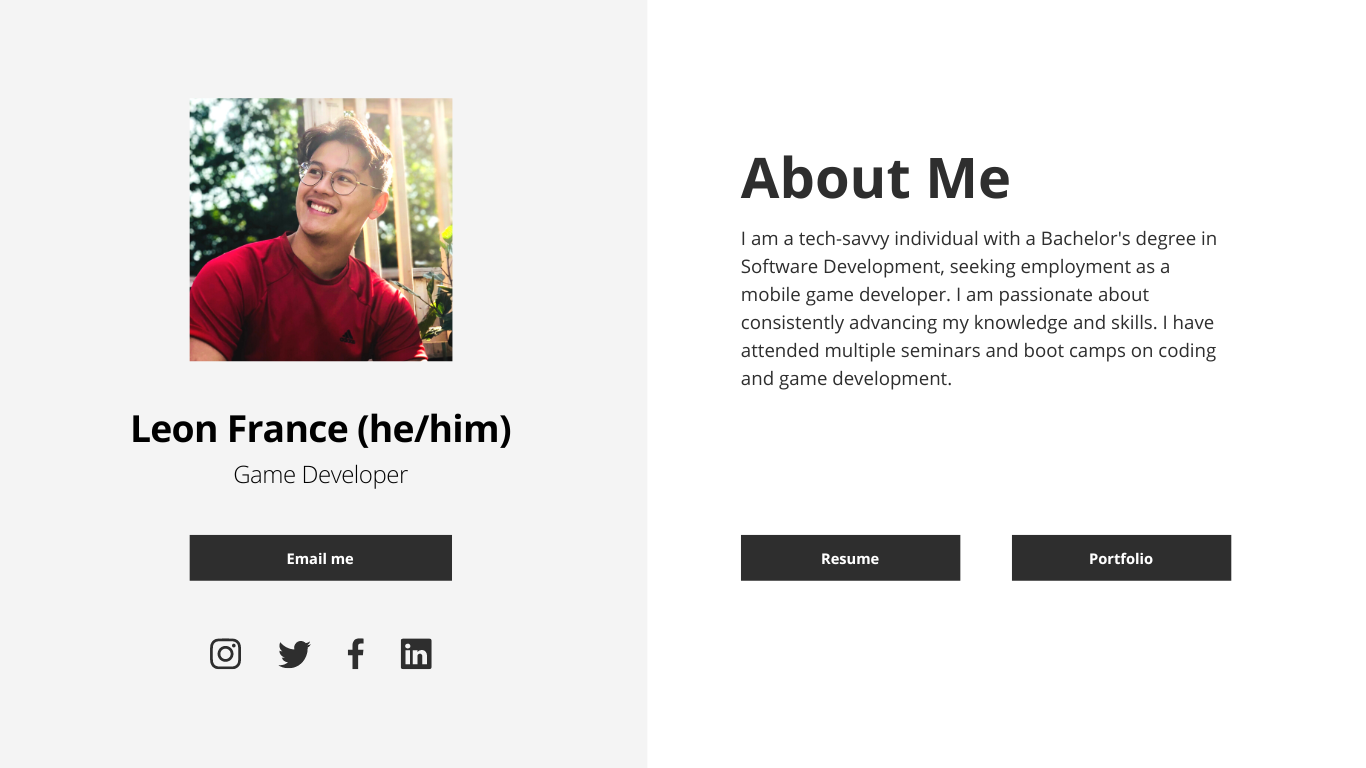 Leon France (he/him)
Game Developer
Email me
About Me
I am a tech-savvy individual with a Bachelor's degree in
Software Development, seeking employment as a
mobile game developer. I am passionate about
consistently advancing my knowledge and skills. I have
attended multiple seminars and boot camps on coding
and game development.
Resume
Portfolio